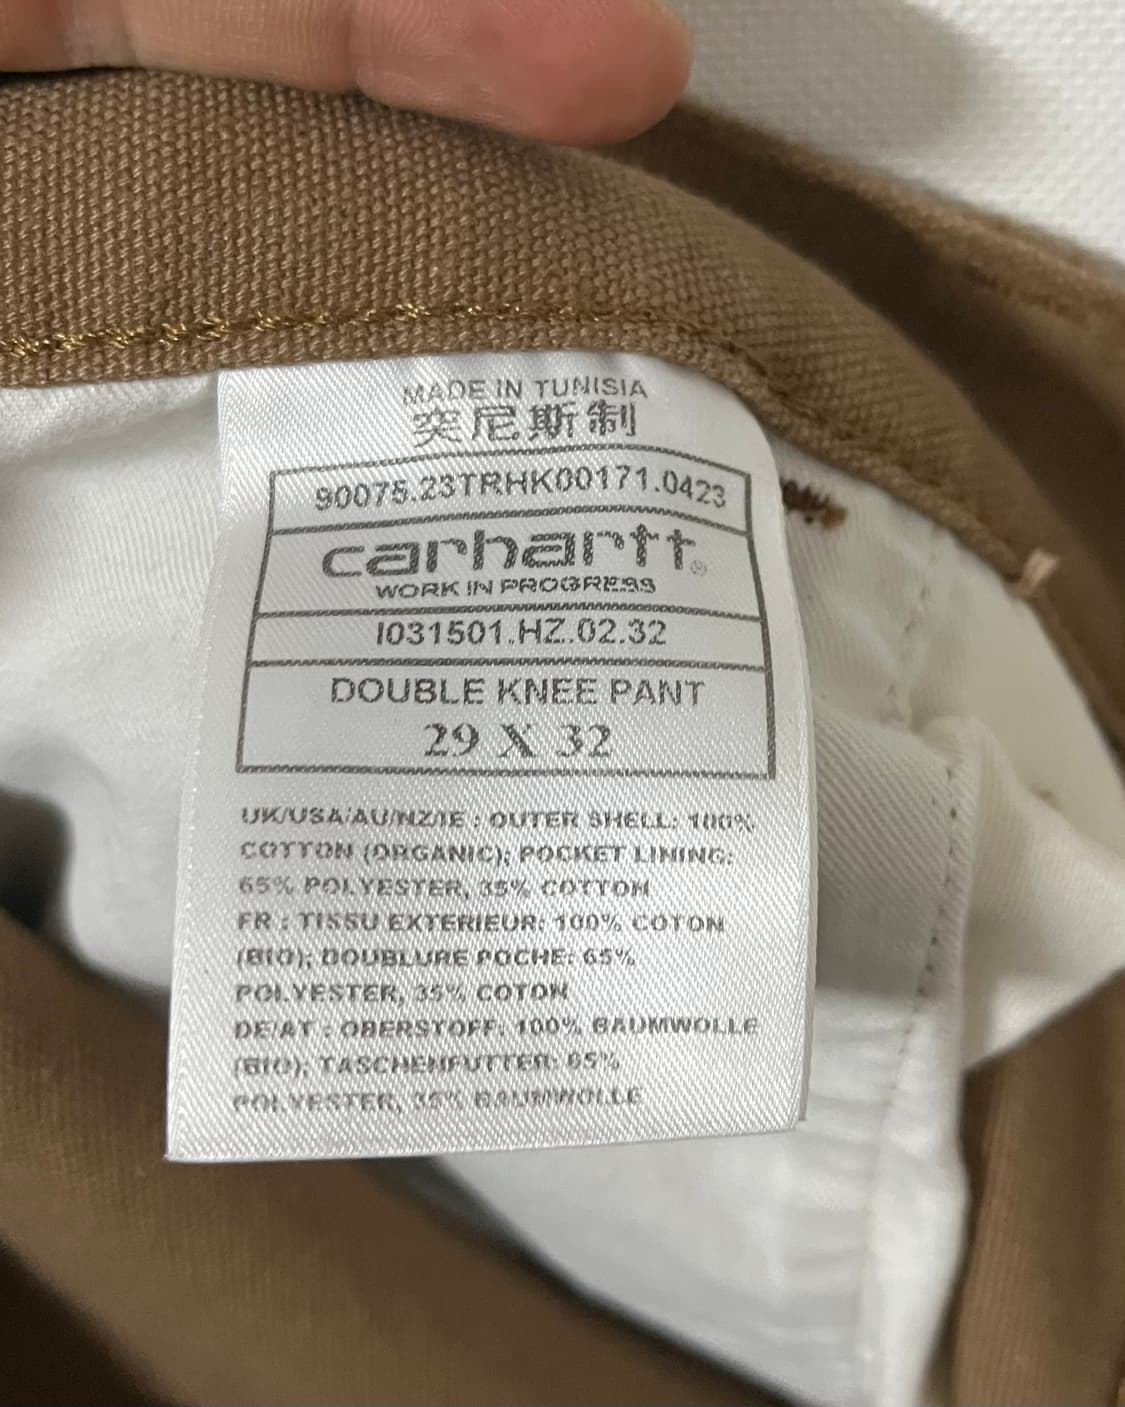 MADE IN TUNISIA
突尼斯制
90075.23TRHK00171.0423
carhartt®
WORK IN PROGRESS
I031501.HZ.02.32
DOUBLE KNEE PANT
29 X 32
UK/USA/AU/NZ/IE : OUTER SHELL: 100%
COTTON (ORGANIC); POCKET LINING:
65% POLYESTER, 35% COTTON
FR : TISSU EXTERIEUR: 100% COTON
(BIO); DOUBLURE POCHE: 65%
POLYESTER, 35% COTON
DE/AT : OBERSTOFF: 100% BAUMWOLLE
(BIO); TASCHENFUTTER: 65%
POLYESTER, 35% BAUMWOLLE